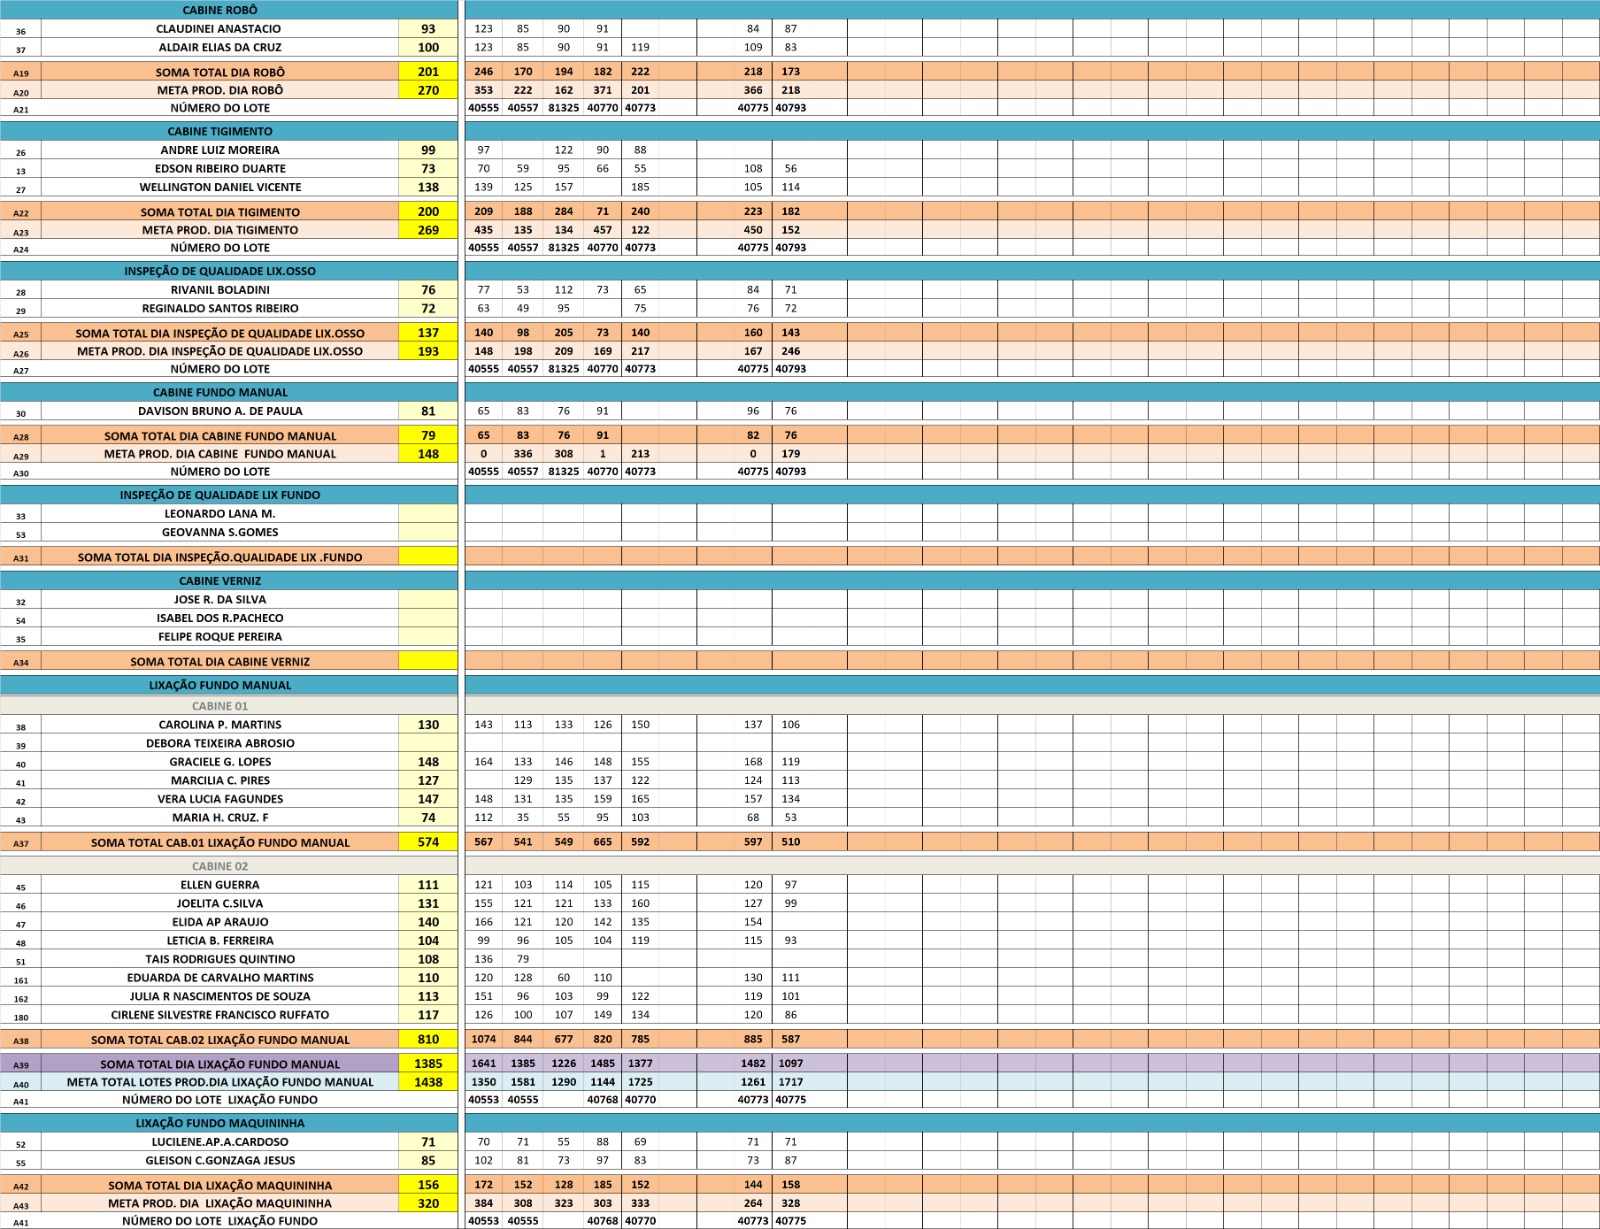 CABINE ROBÔ
36 CLAUDINEI ANASTACIO 93 123 85 90 91 84 87
37 ALDAIR ELIAS DA CRUZ 100 123 85 90 91 119 109 83
A19 SOMA TOTAL DIA ROBÔ 201 246 170 194 182 222 218 173
A20 META PROD. DIA ROBÔ 270 353 222 162 371 201 366 218
A21 NÚMERO DO LOTE 40555 40557 81325 40770 40773 40775 40793
CABINE TIGIMENTO
26 ANDRE LUIZ MOREIRA 99 97 122 90 88
13 EDSON RIBEIRO DUARTE 73 70 59 95 66 55 108 56
27 WELLINGTON DANIEL VICENTE 138 139 125 157 185 105 114
A22 SOMA TOTAL DIA TIGIMENTO 200 209 188 284 71 240 223 182
A23 META PROD. DIA TIGIMENTO 269 435 135 134 457 122 450 152
A24 NÚMERO DO LOTE 40555 40557 81325 40770 40773 40775 40793
INSPEÇÃO DE QUALIDADE LIX.OSSO
28 RIVANIL BOLADINI 76 77 53 112 73 65 84 71
29 REGINALDO SANTOS RIBEIRO 72 63 49 95 75 76 72
A25 SOMA TOTAL DIA INSPEÇÃO DE QUALIDADE LIX.OSSO 137 140 98 205 73 140 160 143
A26 META PROD. DIA INSPEÇÃO DE QUALIDADE LIX.OSSO 193 148 198 209 169 217 167 246
A27 NÚMERO DO LOTE 40555 40557 81325 40770 40773 40775 40793
CABINE FUNDO MANUAL
30 DAVISON BRUNO A. DE PAULA 81 65 83 76 91 96 76
A28 SOMA TOTAL DIA CABINE FUNDO MANUAL 79 65 83 76 91 82 76
A29 META PROD. DIA CABINE FUNDO MANUAL 148 0 336 308 1 213 0 179
A30 NÚMERO DO LOTE 40555 40557 81325 40770 40773 40775 40793
INSPEÇÃO DE QUALIDADE LIX FUNDO
33 LEONARDO LANA M.
53 GEOVANNA S.GOMES
A31 SOMA TOTAL DIA INSPEÇÃO.QUALIDADE LIX .FUNDO
CABINE VERNIZ
32 JOSE R. DA SILVA
54 ISABEL DOS R.PACHECO
35 FELIPE ROQUE PEREIRA
A34 SOMA TOTAL DIA CABINE VERNIZ
LIXAÇÃO FUNDO MANUAL
CABINE 01
38 CAROLINA P. MARTINS 130 143 113 133 126 150 137 106
39 DEBORA TEIXEIRA ABROSIO
40 GRACIELE G. LOPES 148 164 133 146 148 155 168 119
41 MARCILIA C. PIRES 127 129 135 137 122 124 113
42 VERA LUCIA FAGUNDES 147 148 131 135 159 165 157 134
43 MARIA H. CRUZ. F 74 112 35 55 95 103 68 53
A37 SOMA TOTAL CAB.01 LIXAÇÃO FUNDO MANUAL 574 567 541 549 665 592 597 510
CABINE 02
45 ELLEN GUERRA 111 121 103 114 105 115 120 97
46 JOELITA C.SILVA 131 155 121 121 133 160 127 99
47 ELIDA AP ARAUJO 140 166 121 120 142 135 154
48 LETICIA B. FERREIRA 104 99 96 105 104 119 115 93
51 TAIS RODRIGUES QUINTINO 108 136 79
161 EDUARDA DE CARVALHO MARTINS 110 120 128 60 110 130 111
162 JULIA R NASCIMENTOS DE SOUZA 113 151 96 103 99 122 119 101
180 CIRLENE SILVESTRE FRANCISCO RUFFATO 117 126 100 107 149 134 120 86
A38 SOMA TOTAL CAB.02 LIXAÇÃO FUNDO MANUAL 810 1074 844 677 820 785 885 587
A39 SOMA TOTAL DIA LIXAÇÃO FUNDO MANUAL 1385 1641 1385 1226 1485 1377 1482 1097
A40 META TOTAL LOTES PROD.DIA LIXAÇÃO FUNDO MANUAL 1438 1350 1581 1290 1144 1725 1261 1717
A41 NÚMERO DO LOTE LIXAÇÃO FUNDO 40553 40555 40768 40770 40773 40775
LIXAÇÃO FUNDO MAQUININHA
52 LUCILENE.AP.A.CARDOSO 71 70 71 55 88 69 71 71
55 GLEISON C.GONZAGA JESUS 85 102 81 73 97 83 73 87
A42 SOMA TOTAL DIA LIXAÇÃO MAQUININHA 156 172 152 128 185 152 144 158
A43 META PROD. DIA LIXAÇÃO MAQUININHA 320 384 308 323 303 333 264 328
A41 NÚMERO DO LOTE LIXAÇÃO FUNDO 40553 40555 40768 40770 40773 40775